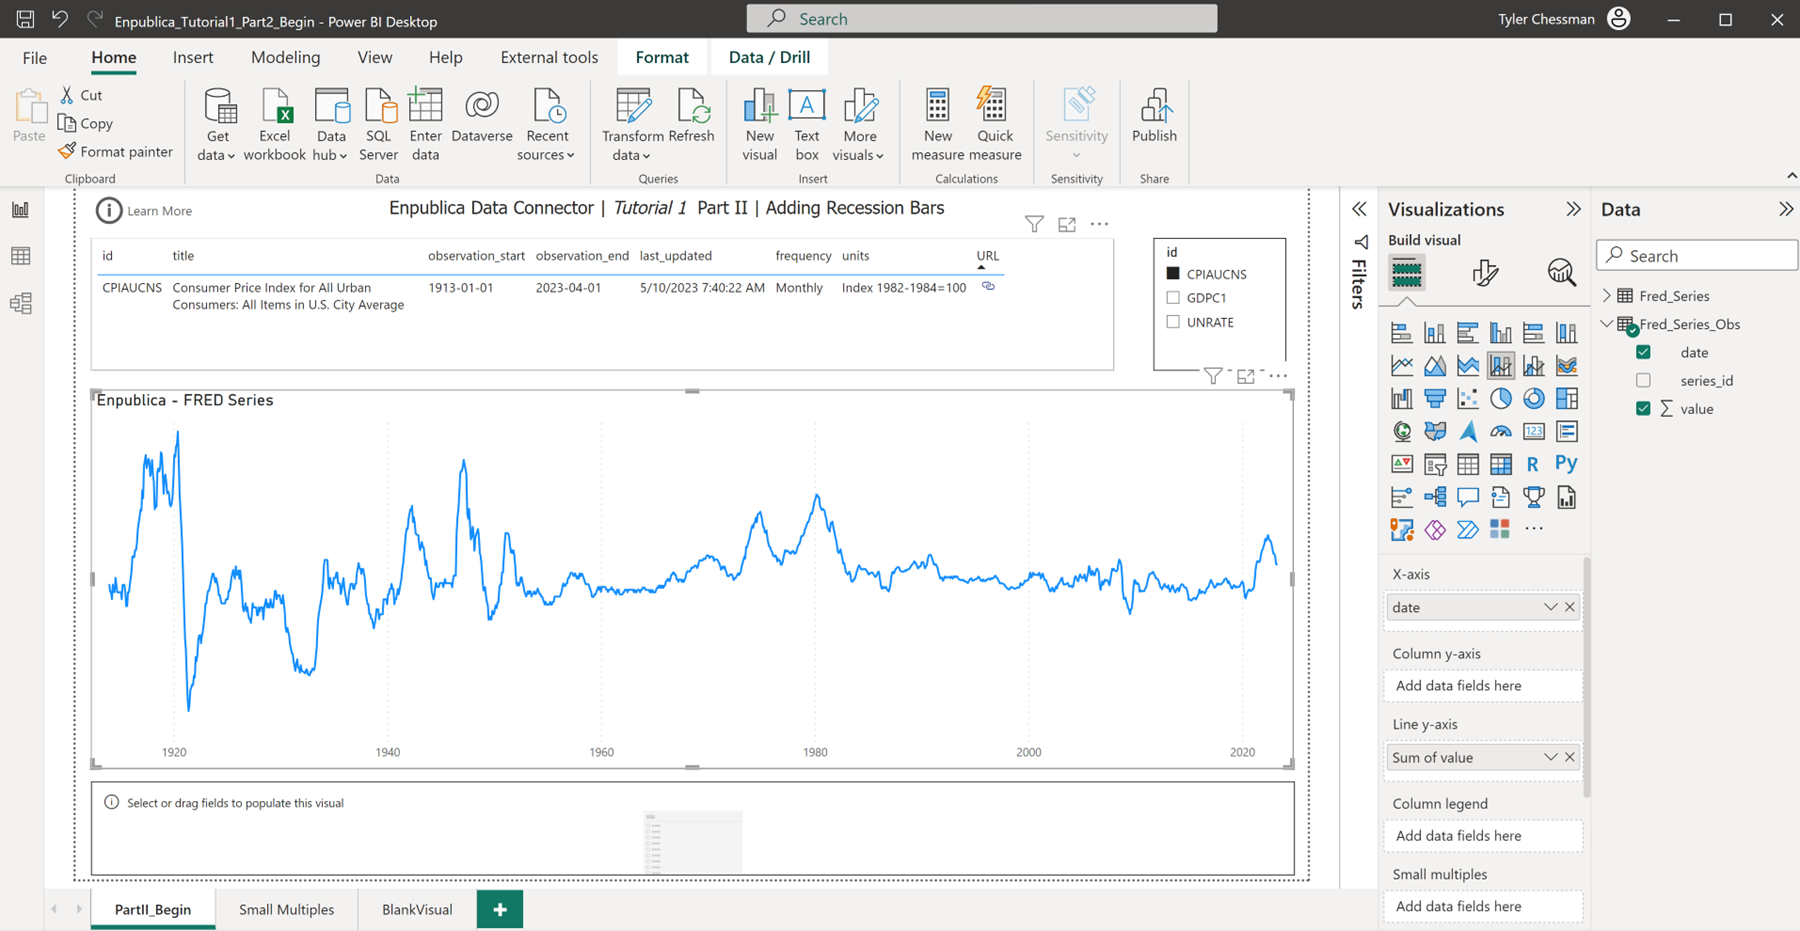 Enpublica_Tutorial1_Part2_Begin - Power BI Desktop
Search
Tyler Chessman
File
Home
Insert
Modeling
View
Help
External tools
Format
Data / Drill
Paste
Cut
Copy
Format painter
Clipboard
Get
data
Excel
workbook
Data
hub
SQL
Server
Enter
data
Dataverse
Recent
sources
Data
Transform
data
Refresh
Queries
New
visual
Text
box
More
visuals
Insert
New
measure
Quick
measure
Calculations
Sensitivity
Sensitivity
Publish
Share
Learn More
Enpublica Data Connector | Tutorial 1 Part II | Adding Recession Bars
id title observation_start observation_end last_updated frequency units URL
CPIAUCNS Consumer Price Index for All Urban 1913-01-01 2023-04-01 5/10/2023 7:40:22 AM Monthly Index 1982-1984=100
Consumers: All Items in U.S. City Average
id
CPIAUCNS
GDPC1
UNRATE
Enpublica - FRED Series
1920 1940 1960 1980 2000 2020
Select or drag fields to populate this visual
PartII_Begin
Small Multiples
BlankVisual
+
Filters
Visualizations
Build visual
123
R
Py
X-axis
date
Column y-axis
Add data fields here
Line y-axis
Sum of value
Column legend
Add data fields here
Small multiples
Add data fields here
Data
Search
Fred_Series
Fred_Series_Obs
date
series_id
∑ value